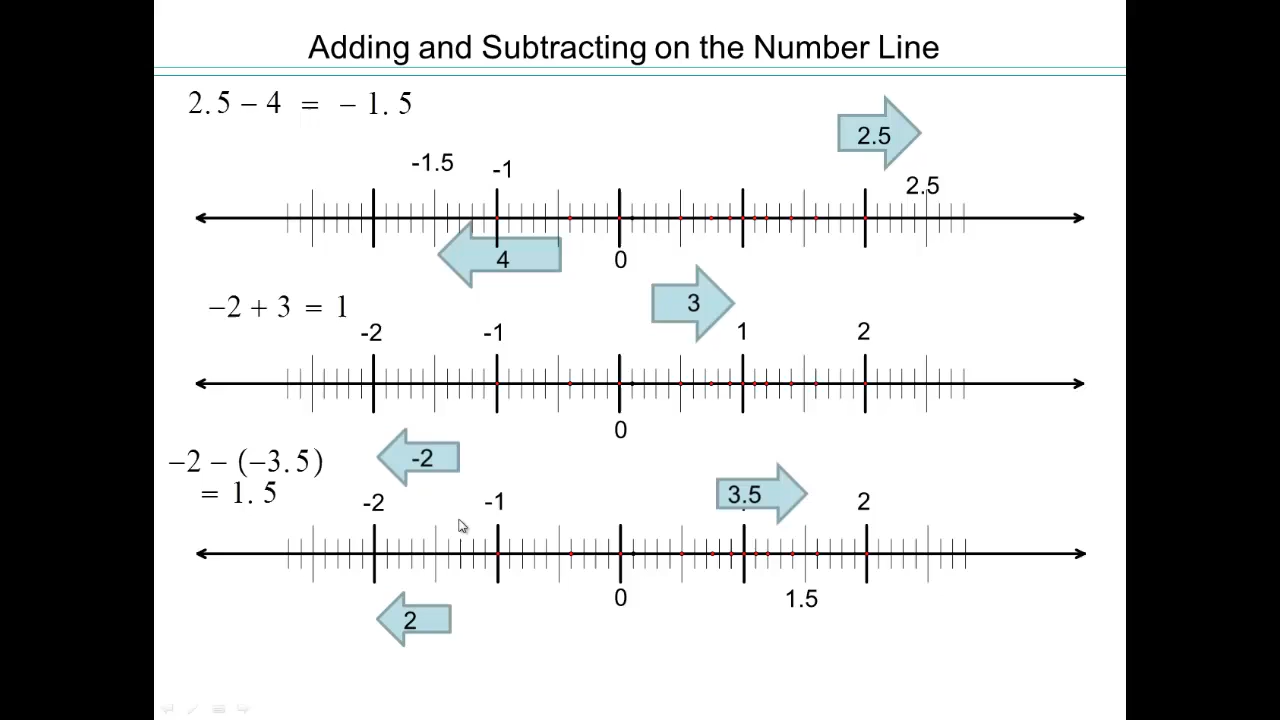 Adding and Subtracting on the Number Line
2.5 – 4 = – 1.5
2.5
-1.5 -1 2.5
4 0
–2 + 3 = 1
3
-2 -1 1 2
0
–2 – (–3.5)
= 1.5
-2
3.5
-2 -1 2
0 1.5
2